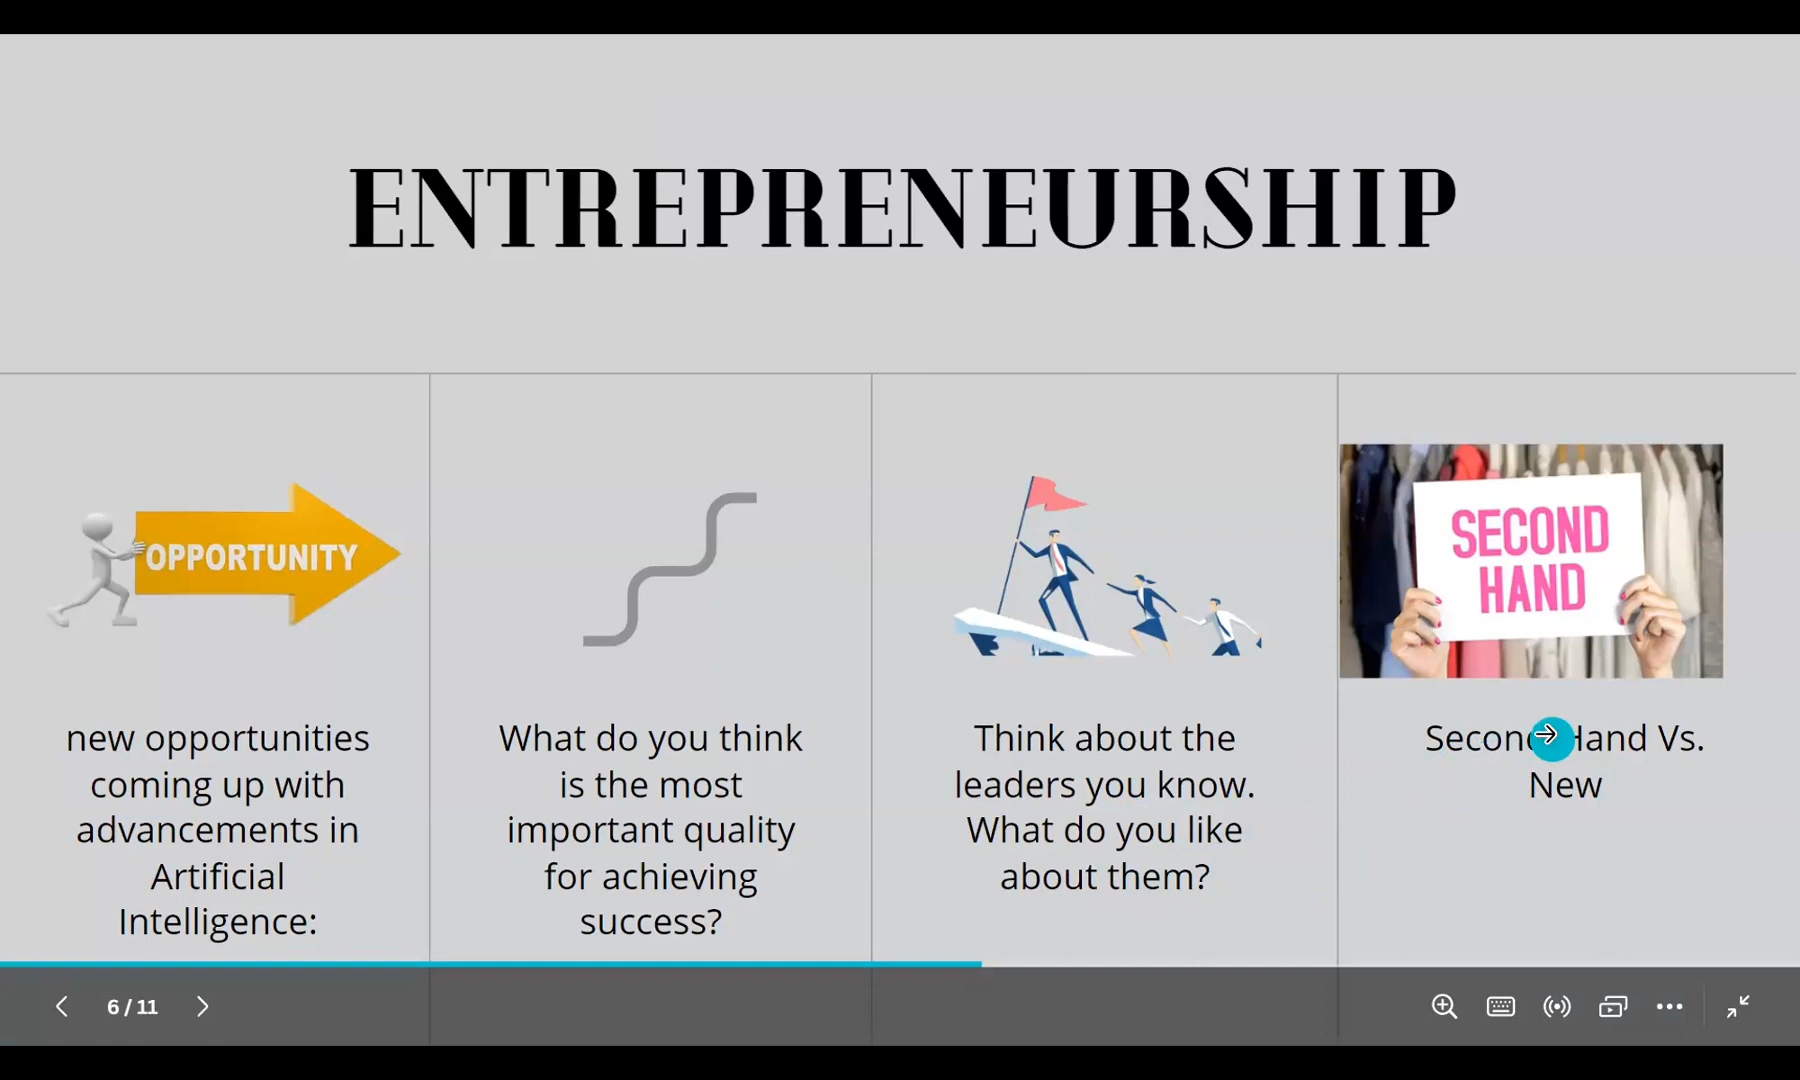 ENTREPRENEURSHIP
OPPORTUNITY
new opportunities
coming up with
advancements in
Artificial
Intelligence:
What do you think
is the most
important quality
for achieving
success?
Think about the
leaders you know.
What do you like
about them?
SECOND
HAND
Second Hand Vs.
New
6 / 11